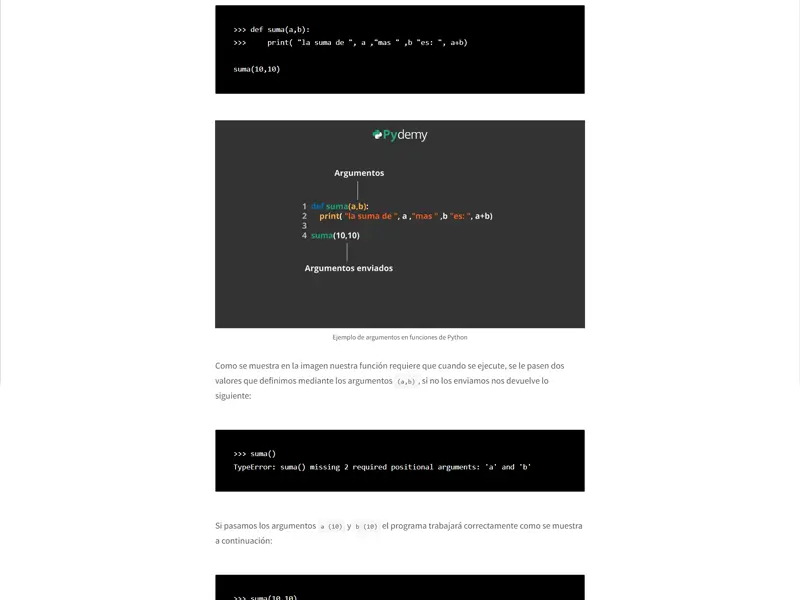 >>> def suma(a,b):
>>>     print( "la suma de ", a ,"mas " ,b "es: ", a+b)
suma(10,10)
Pydemy
Argumentos
1 def suma(a,b):
2    print( "la suma de ", a ,"mas " ,b "es: ", a+b)
3
4 suma(10,10)
Argumentos enviados
Ejemplo de argumentos en funciones de Python
Como se muestra en la imagen nuestra función requiere que cuando se ejecute, se le pasen dos
valores que definimos mediante los argumentos (a,b) , si no los enviamos nos devuelve lo
siguiente:
>>> suma()
TypeError: suma() missing 2 required positional arguments: 'a' and 'b'
Si pasamos los argumentos a (10) y b (10) el programa trabajará correctamente como se muestra
a continuación:
>>> suma(10,10)